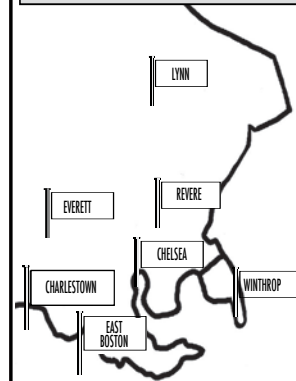 LYNN
REVERE
EVERETT
CHELSEA
CHARLESTOWN
WINTHROP
EAST
BOSTON